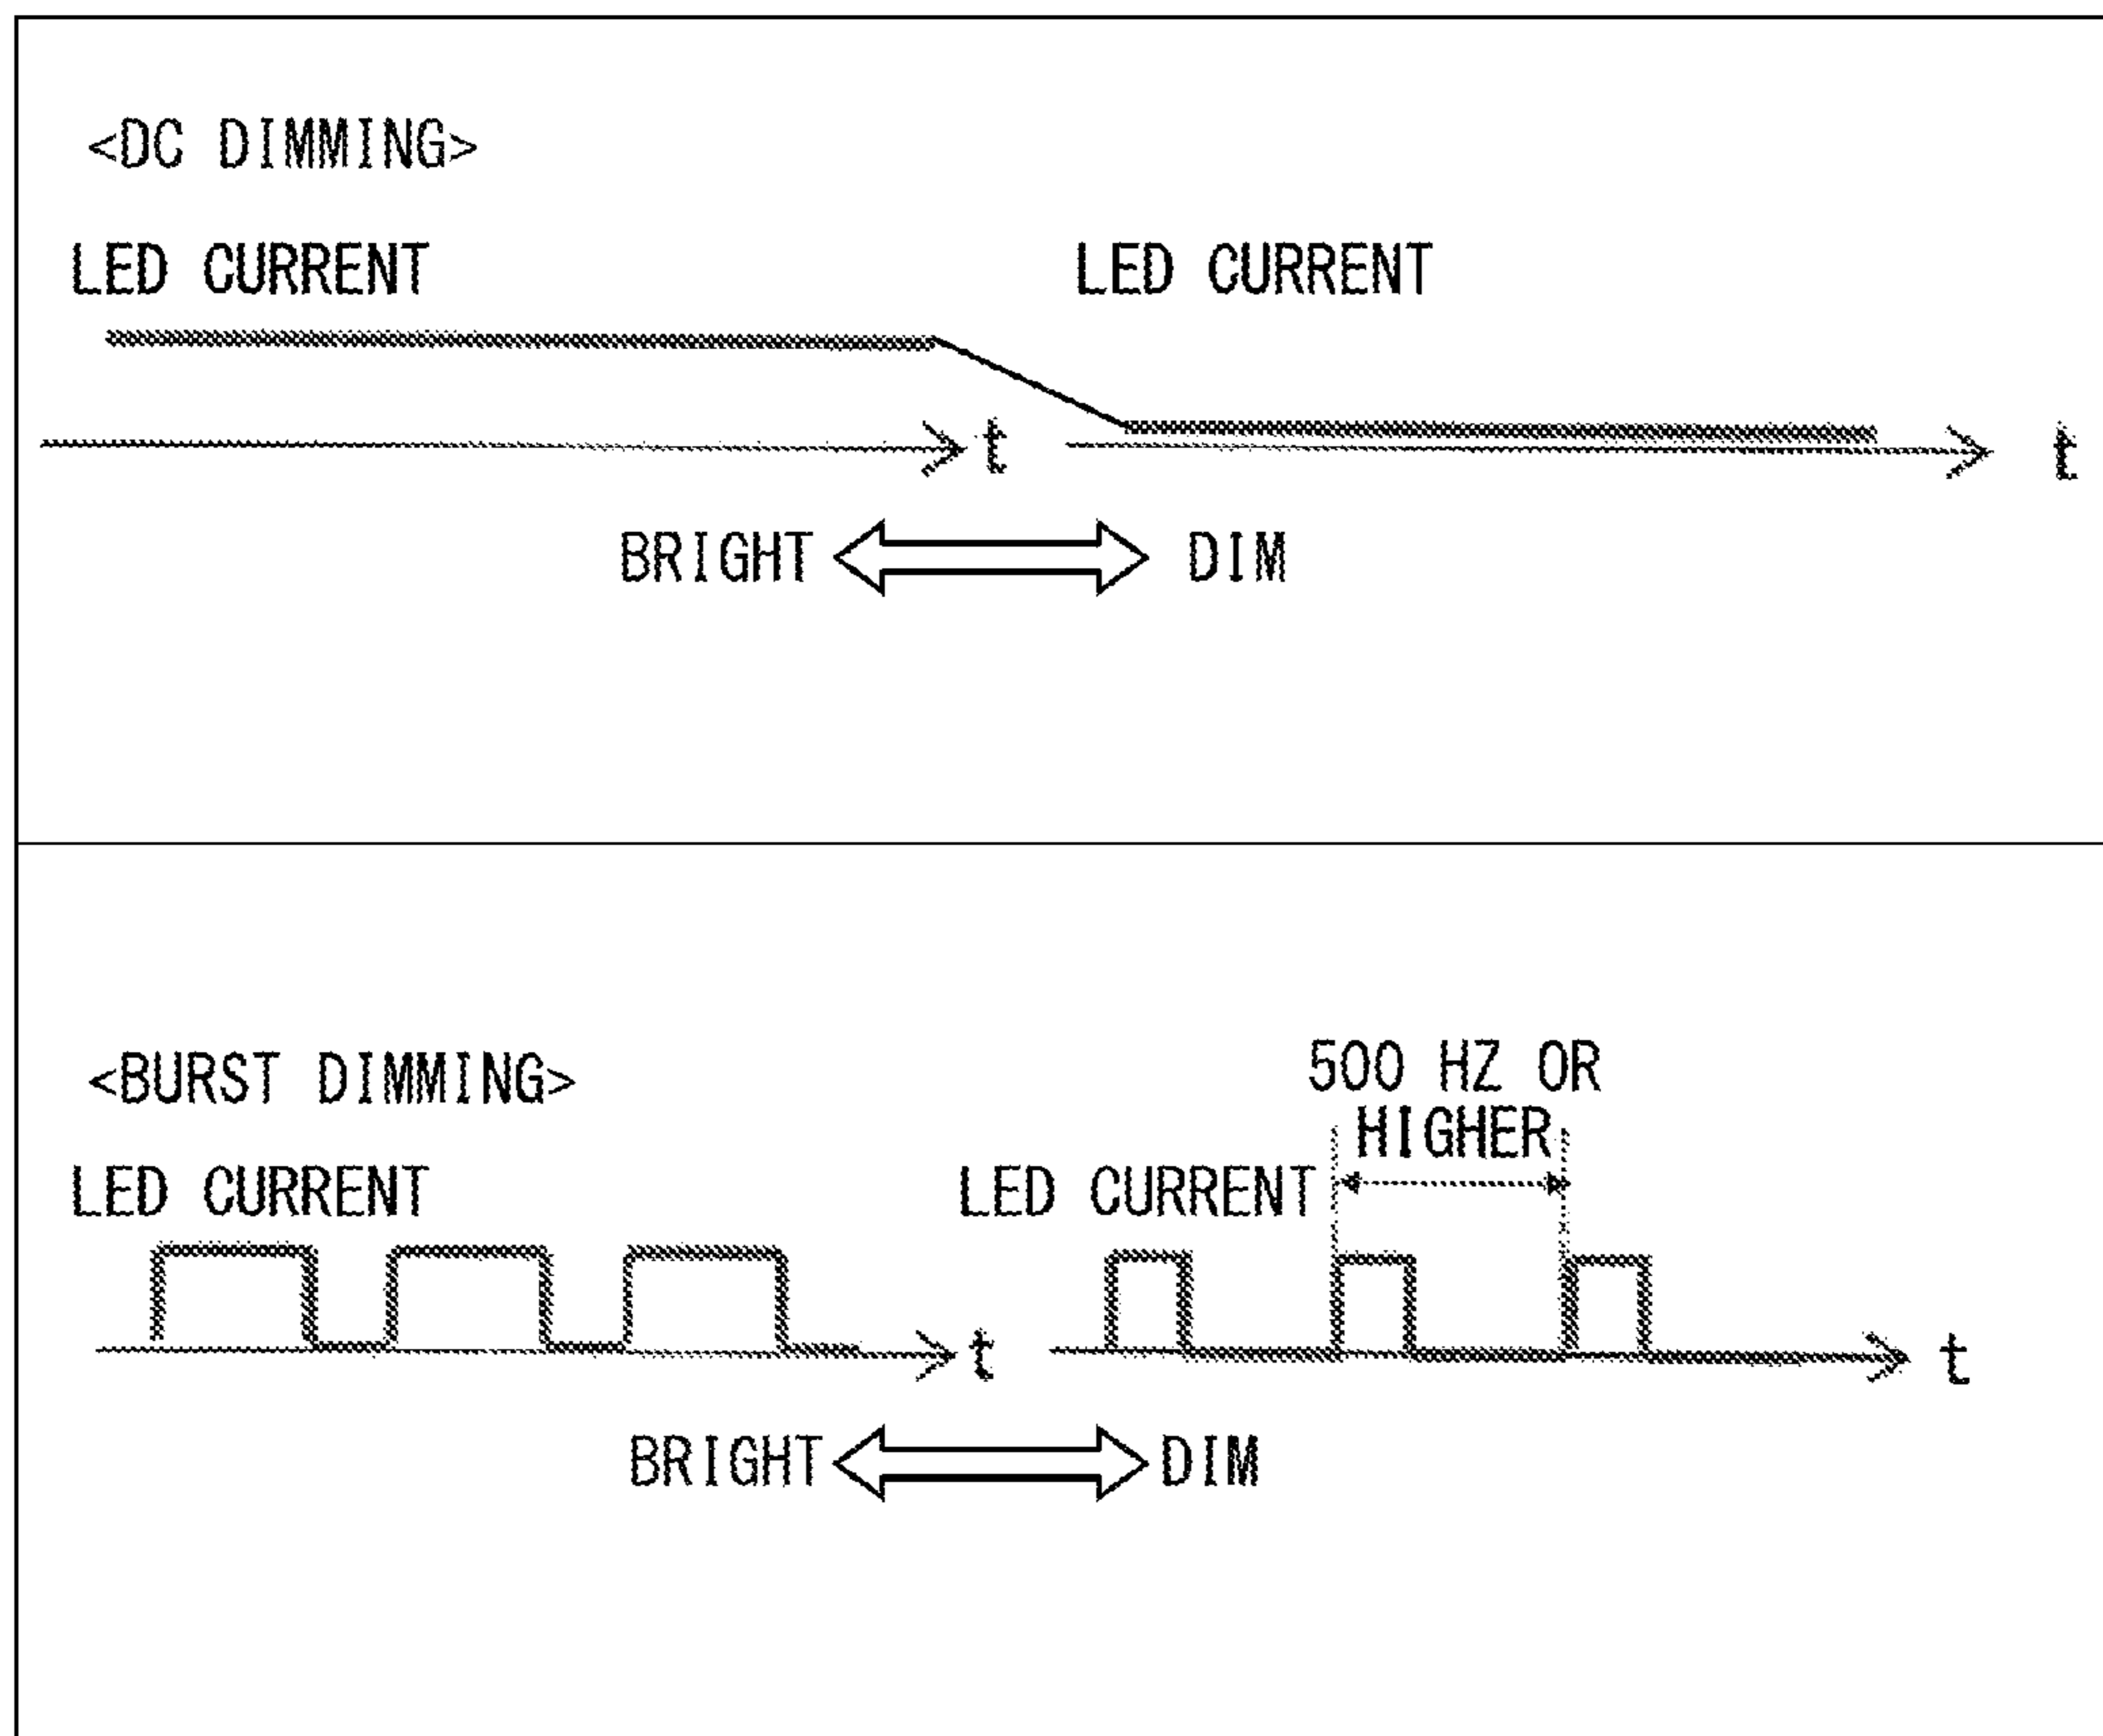 <DC DIMMING>
LED CURRENT
LED CURRENT
t
t
BRIGHT
DIM
<BURST DIMMING>
500 HZ OR
HIGHER
LED CURRENT
LED CURRENT
t
t
BRIGHT
DIM